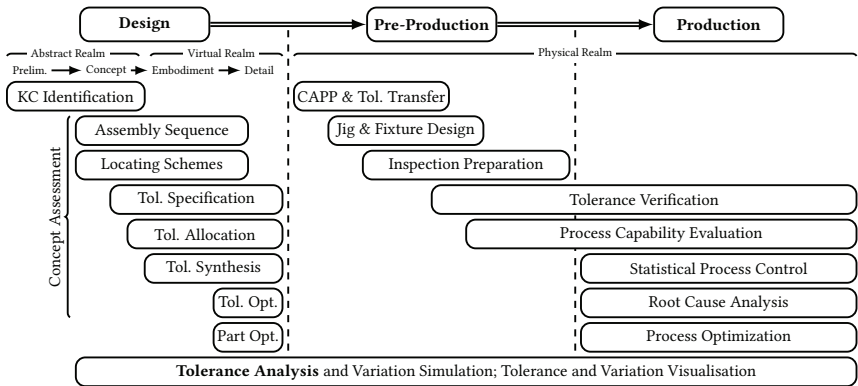 Design Pre-Production Production
Abstract Realm Virtual Realm Physical Realm
Prelim. Concept Embodiment Detail
KC Identification CAPP & Tol. Transfer
Assembly Sequence Jig & Fixture Design
Locating Schemes Inspection Preparation
Tol. Specification Tolerance Verification
Tol. Allocation Process Capability Evaluation
Tol. Synthesis Statistical Process Control
Tol. Opt. Root Cause Analysis
Part Opt. Process Optimization
Concept Assessment
Tolerance Analysis and Variation Simulation; Tolerance and Variation Visualisation